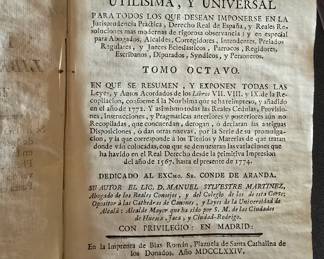 UTILISIMA, Y UNIVERSAL
PARA TODOS LOS QUE DESEAN IMPONERSE EN LA
Jurisprudencia Práctica, Derecho Real de España, y Reales Re-
soluciones mas modernas de rigorosa observancia: y en especial
para Abogados, Alcaldes, Corregidores, Intendentes, Prelados
Regulares, y Jueces Eclesiasticos, Parrocos, Regidores,
Escribanos, Diputados, Syndicos, y Personeros.
TOMO OCTAVO.
EN QUE SE RESUMEN, Y EXPONEN TODAS LAS
Leyes, y Autos Acordados de los Libros VII. VIII. y IX. de la Re-
copilacion, conforme à la Norma que se ha reimpreso, y añadido
en el año de 1772. Y asimismo todas las Reales Cedulas, Provisio-
nes, Instrucciones, y Pragmaticas anteriores y posteriores aún no
Recopiladas, que concuerdan, derogan, ò declaran las antiguas
Disposiciones, ò dan otras nuevas, por la Serie de su promulga-
cion, y la que corresponde à los Titulos y Materias de que tratan
donde vàn colocadas, con que se demuestran las variaciones que
ha havido en el Real Derecho desde la primitiva Impresion
del año de 1567. hasta el presente de 1774.
DEDICADO AL EXCMO. SR. CONDE DE ARANDA.
SU AUTOR EL LIC. D. MANUEL SYLVESTRE MARTINEZ,
Abogado de los Reales Consejos, y del Colegio de los de esta Corte;
Opositor à las Cathedras de Canones, y Leyes de la Universidad de
Alcalà: Alcalde Mayor que ha sido por S. M. de las Ciudades
de Huesca, Jaca, y Ciudad-Rodrigo.
CON PRIVILEGIO: EN MADRID:
En la Imprenta de Blas Román, Plazuela de Santa Cathalina de
los Donados. Año MDCCLXXIV.